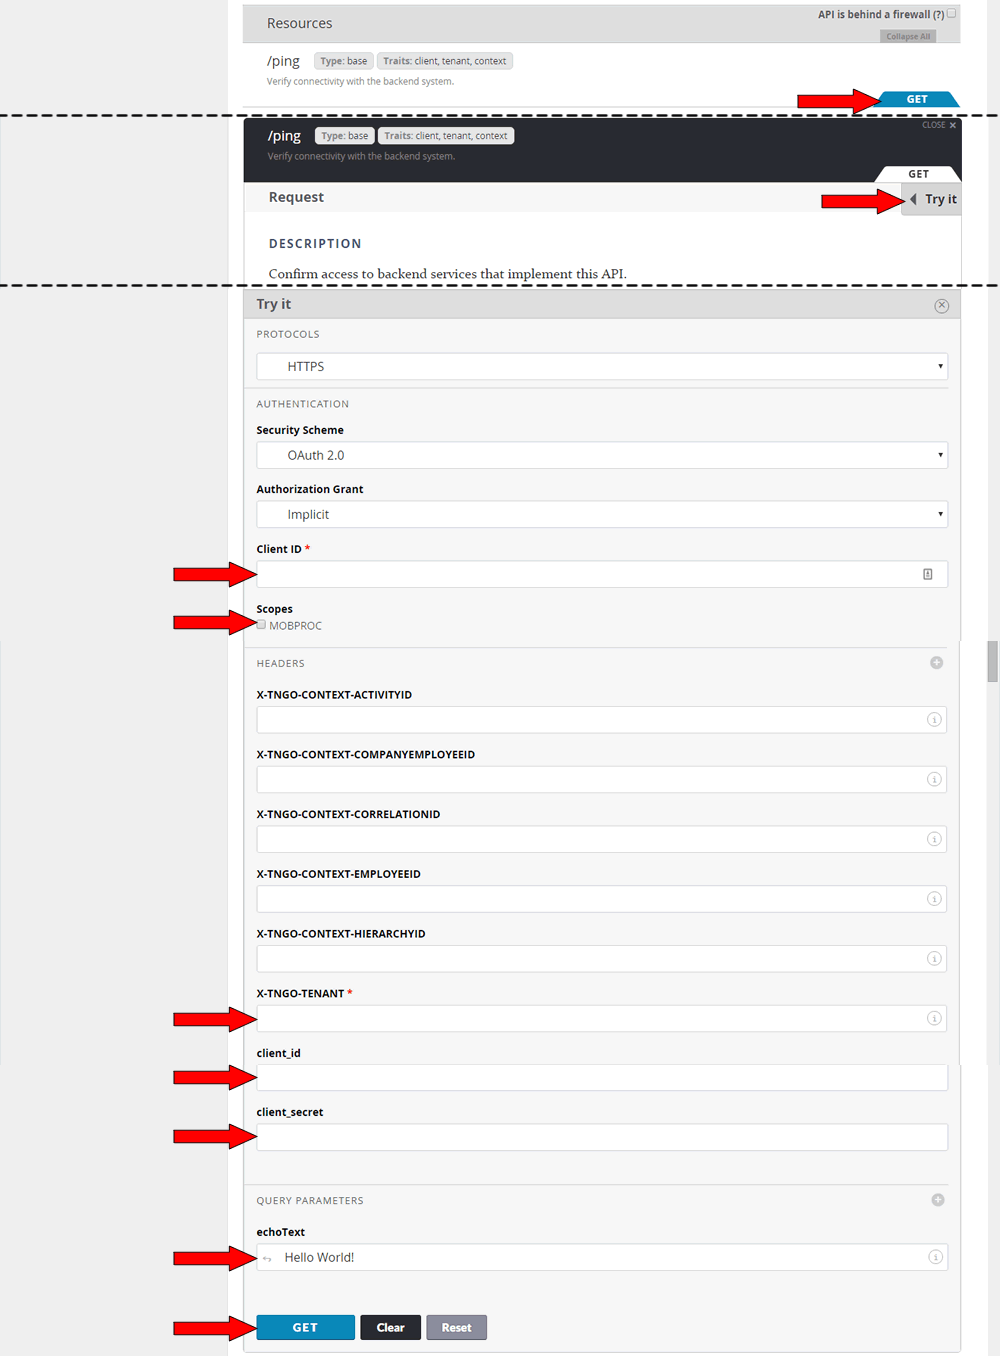 API is behind a firewall (?)
Resources
Collapse All
/ping Type: base Traits: client, tenant, context
Verify connectivity with the backend system.
GET
CLOSE ×
/ping Type: base Traits: client, tenant, context
Verify connectivity with the backend system.
GET
Request
Try it
DESCRIPTION
Confirm access to backend services that implement this API.
Try it
PROTOCOLS
HTTPS
AUTHENTICATION
Security Scheme
OAuth 2.0
Authorization Grant
Implicit
Client ID *
Scopes
MOBPROC
HEADERS
X-TNGO-CONTEXT-ACTIVITYID
X-TNGO-CONTEXT-COMPANYEMPLOYEEID
X-TNGO-CONTEXT-CORRELATIONID
X-TNGO-CONTEXT-EMPLOYEEID
X-TNGO-CONTEXT-HIERARCHYID
X-TNGO-TENANT *
client_id
client_secret
QUERY PARAMETERS
echoText
Hello World!
GET Clear Reset